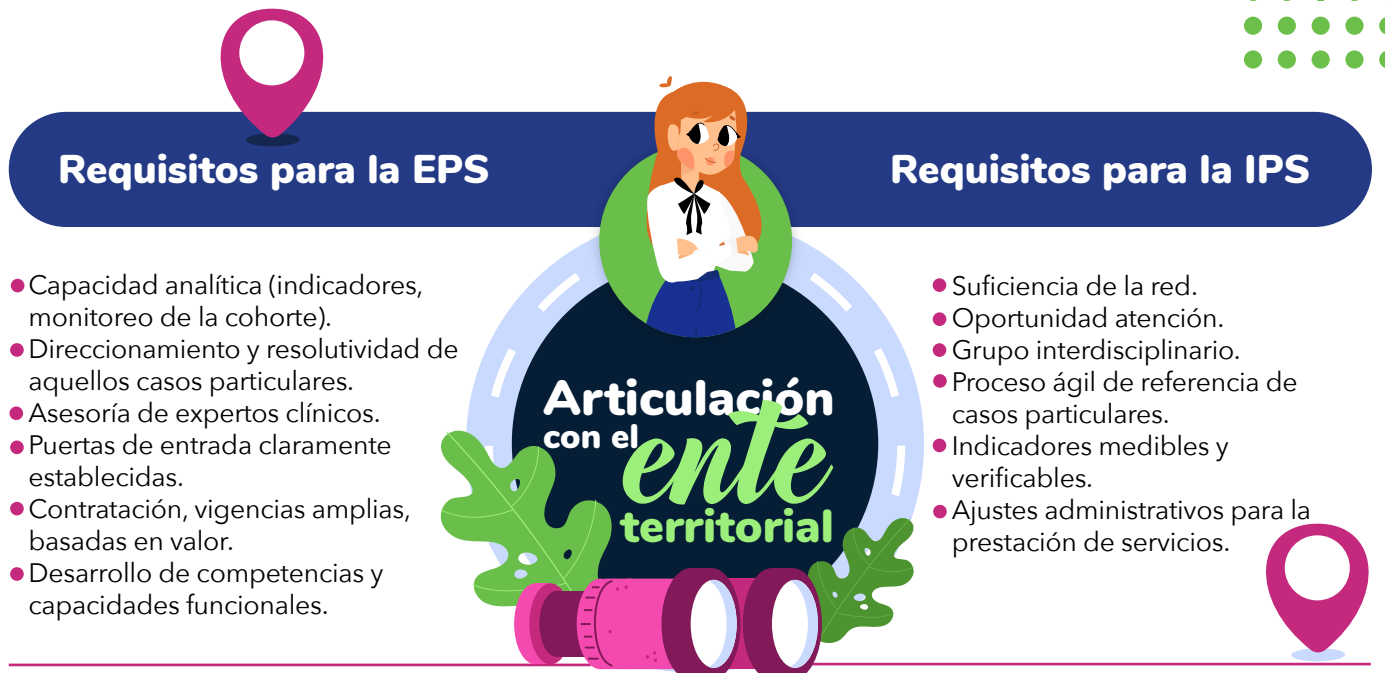 Requisitos para la EPS
Capacidad analítica (indicadores,
monitoreo de la cohorte).
Direccionamiento y resolutividad de
aquellos casos particulares.
Asesoría de expertos clínicos.
Puertas de entrada claramente
establecidas.
Contratación, vigencias amplias,
basadas en valor.
Desarrollo de competencias y
capacidades funcionales.
Articulación
con el ente
territorial
Requisitos para la IPS
Suficiencia de la red.
Oportunidad atención.
Grupo interdisciplinario.
Proceso ágil de referencia de
casos particulares.
Indicadores medibles y
verificables.
Ajustes administrativos para la
prestación de servicios.